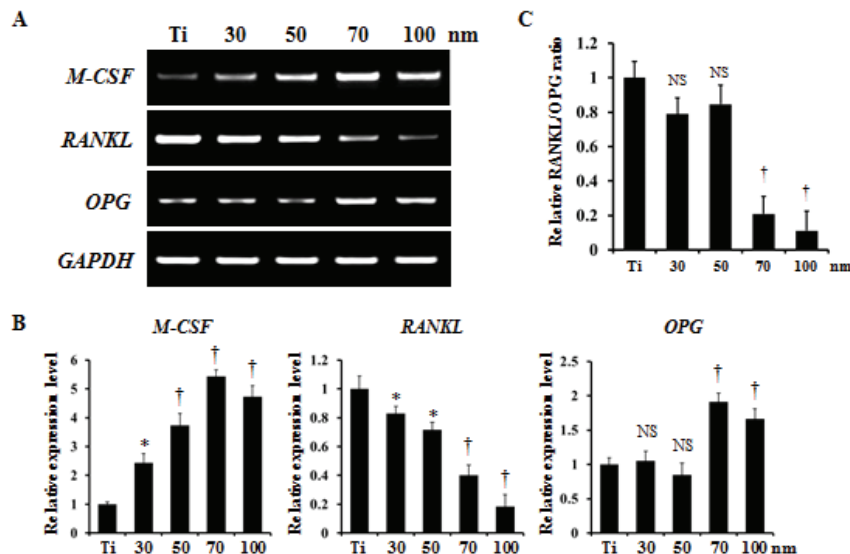 A
Ti 30 50 70 100 nm
M-CSF
RANKL
OPG
GAPDH
C
Relative RANKL/OPG ratio
1.2
1
0.8
0.6
0.4
0.2
0
NS
NS
†
†
Ti 30 50 70 100 nm
B
M-CSF
Relative expression level
6
5
4
3
2
1
0
*
†
†
†
Ti 30 50 70 100
RANKL
Relative expression level
1.2
1
0.8
0.6
0.4
0.2
0
*
*
†
†
Ti 30 50 70 100
OPG
Relative expression level
2.5
2
1.5
1
0.5
0
NS
NS
†
†
Ti 30 50 70 100 nm